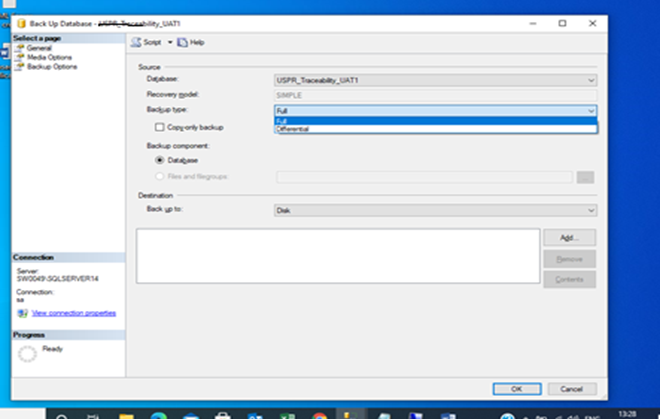 Back Up Database - USPR_Traceability_UAT1
Select a page
General
Media Options
Backup Options
Script
Help
Source
Database:
USPR_Traceability_UAT1
Recovery model:
SIMPLE
Backup type:
Full
Full
Differential
Copy-only backup
Backup component:
Database
Files and filegroups:
Destination
Back up to:
Disk
Add...
Remove
Contents
Connection
Server:
SW0049\SQLSERVER14
Connection:
sa
View connection properties
Progress
Ready
OK
Cancel
13:28